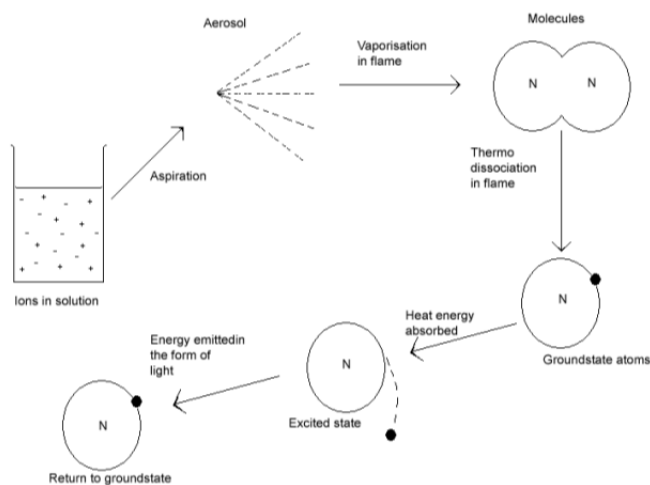 Aerosol
Vaporisation
in flame
Molecules
N
N
Aspiration
Thermo
dissociation
in flame
- + - +
- + - +
- + - -
+ - + -
+ - + - +
Ions in solution
N
Groundstate atoms
Heat energy
absorbed
N
Excited state
Energy emittedin
the form of
light
N
Return to groundstate